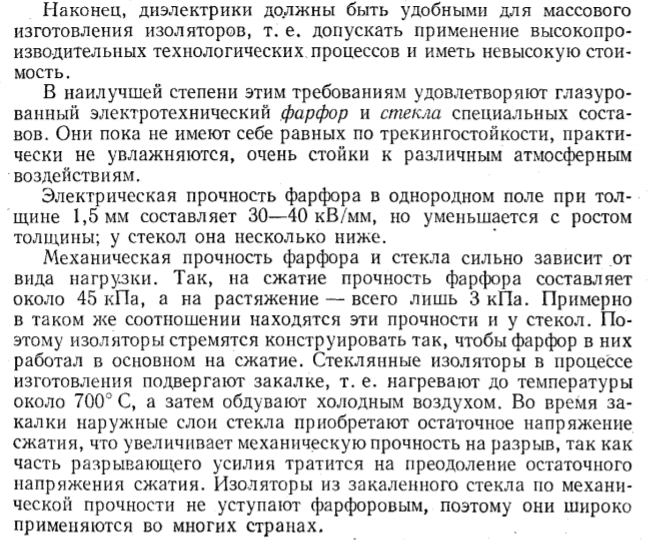 Наконец, диэлектрики должны быть удобными для массового
изготовления изоляторов, т. е. допускать применение высокопро-
изводительных технологических процессов и иметь невысокую стои-
мость.
В наилучшей степени этим требованиям удовлетворяют глазуро-
ванный электротехнический фарфор и стекла специальных соста-
вов. Они пока не имеют себе равных по трекингостойкости, практи-
чески не увлажняются, очень стойки к различным атмосферным
воздействиям.
Электрическая прочность фарфора в однородном поле при тол-
щине 1,5 мм составляет 30—40 кВ/мм, но уменьшается с ростом
толщины; у стекол она несколько ниже.
Механическая прочность фарфора и стекла сильно зависит от
вида нагрузки. Так, на сжатие прочность фарфора составляет
около 45 кПа, а на растяжение — всего лишь 3 кПа. Примерно
в таком же соотношении находятся эти прочности и у стекол. По-
этому изоляторы стремятся конструировать так, чтобы фарфор в них
работал в основном на сжатие. Стеклянные изоляторы в процессе
изготовления подвергают закалке, т. е. нагревают до температуры
около 700° С, а затем обдувают холодным воздухом. Во время за-
калки наружные слои стекла приобретают остаточное напряжение
сжатия, что увеличивает механическую прочность на разрыв, так как
часть разрывающего усилия тратится на преодоление остаточного
напряжения сжатия. Изоляторы из закаленного стекла по механи-
ческой прочности не уступают фарфоровым, поэтому они широко
применяются во многих странах.